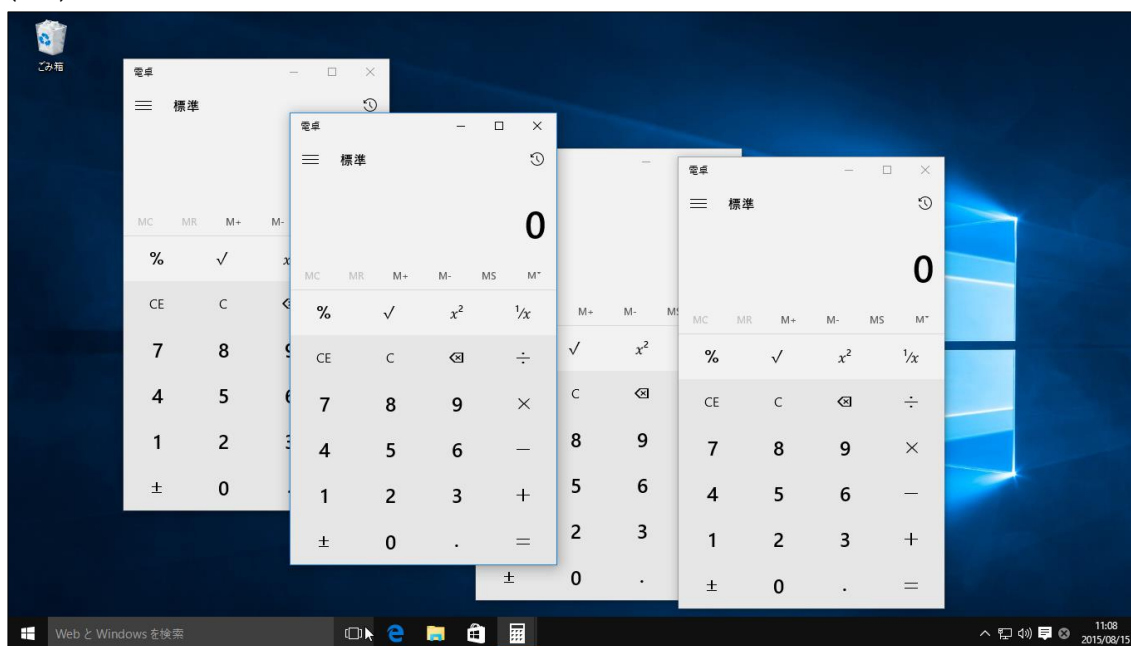 ごみ箱
電卓
標準
MC MR M+ M-
% √
CE C
7 8
4 5
1 2
± 0
電卓
標準
0
MC MR M+ M- MS M˅
% √ x² ¹/x
CE C ÷
7 8 9 ×
4 5 6 −
1 2 3 +
± 0 . =
M+ M-
√ x²
C
8 9
5 6
2 3
± 0 .
電卓
標準
0
MC MR M+ M- MS M˅
% √ x² ¹/x
CE C ÷
7 8 9 ×
4 5 6 −
1 2 3 +
± 0 . =
Web と Windows を検索
11:08
2015/08/15